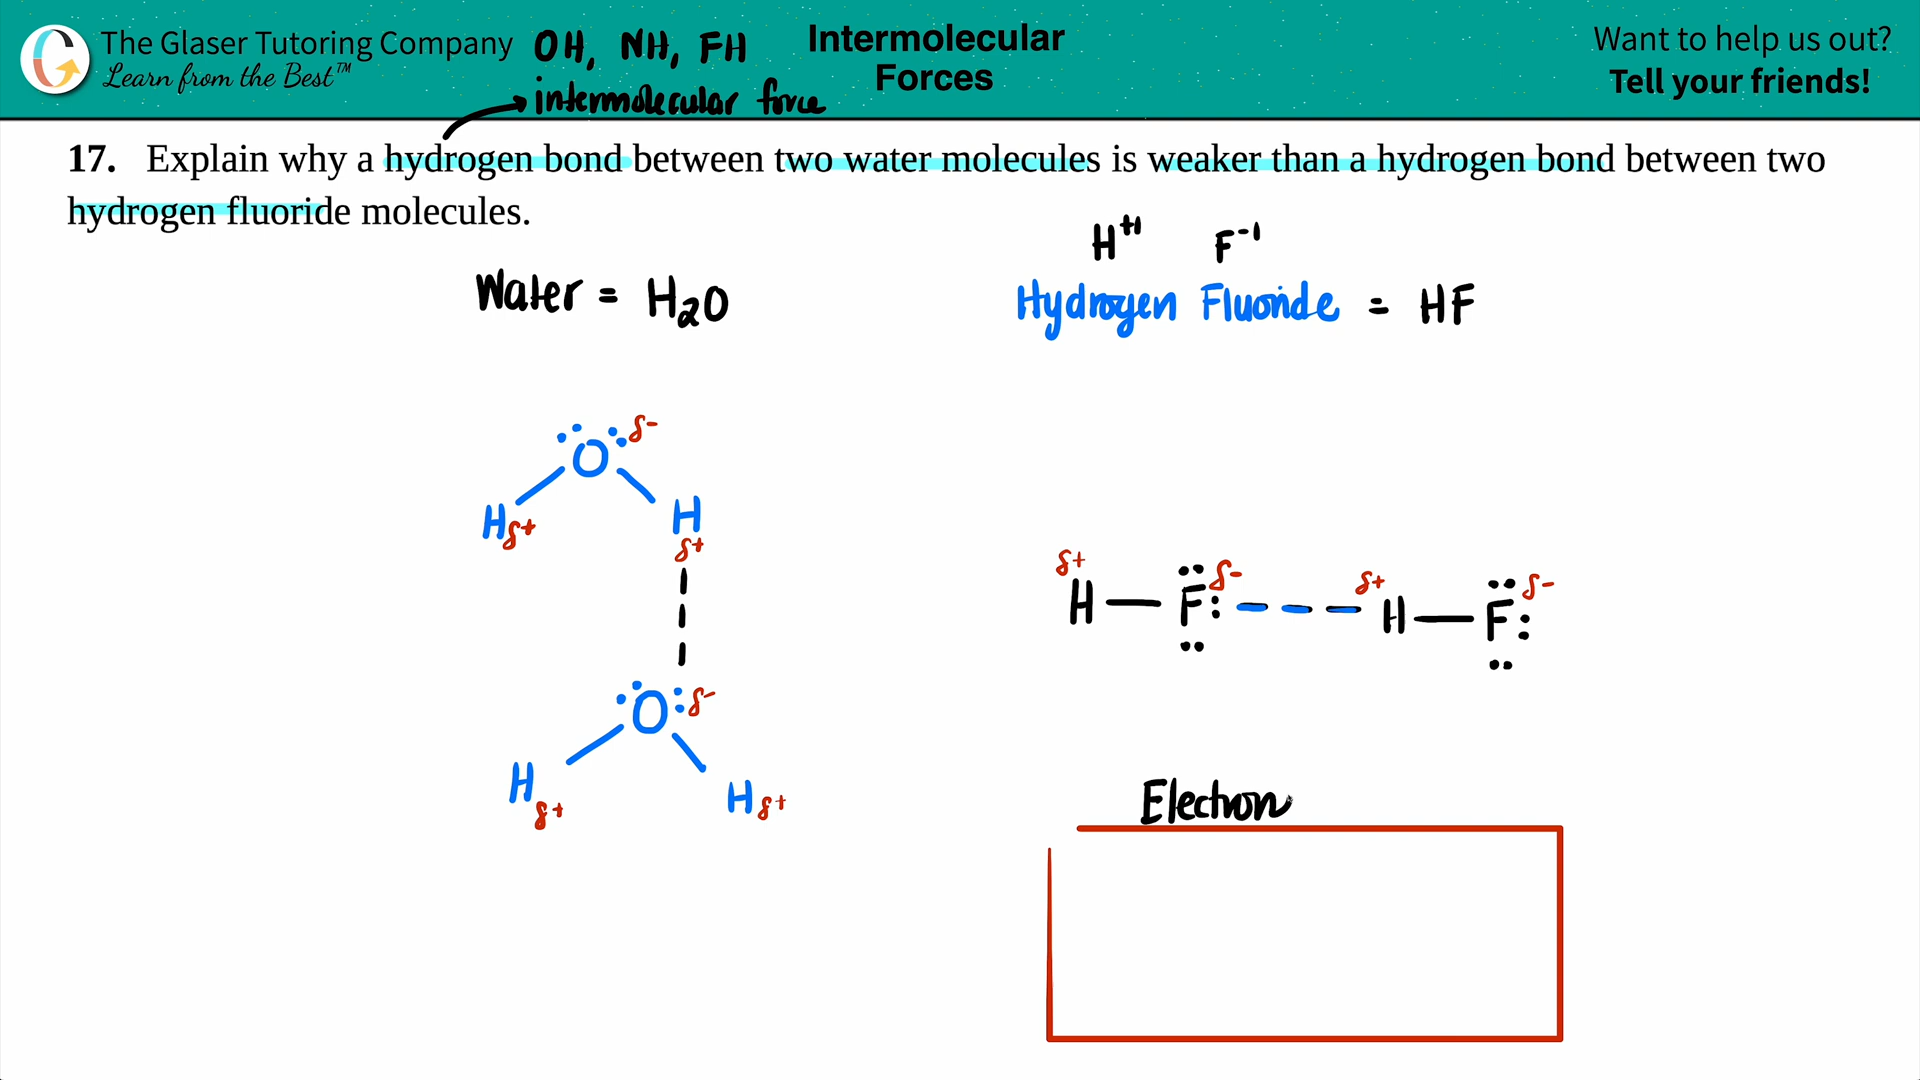 The Glaser Tutoring Company
Learn from the Best™
OH, NH, FH
intermolecular force
Intermolecular
Forces
Want to help us out?
Tell your friends!
17. Explain why a hydrogen bond between two water molecules is weaker than a hydrogen bond between two
hydrogen fluoride molecules.
H⁺¹ F⁻¹
Water = H₂O
Hydrogen Fluoride = HF
O δ-
H δ+
H
δ+
O δ-
H δ+
H δ+
δ+ δ- δ+ δ-
H F H F
Electron